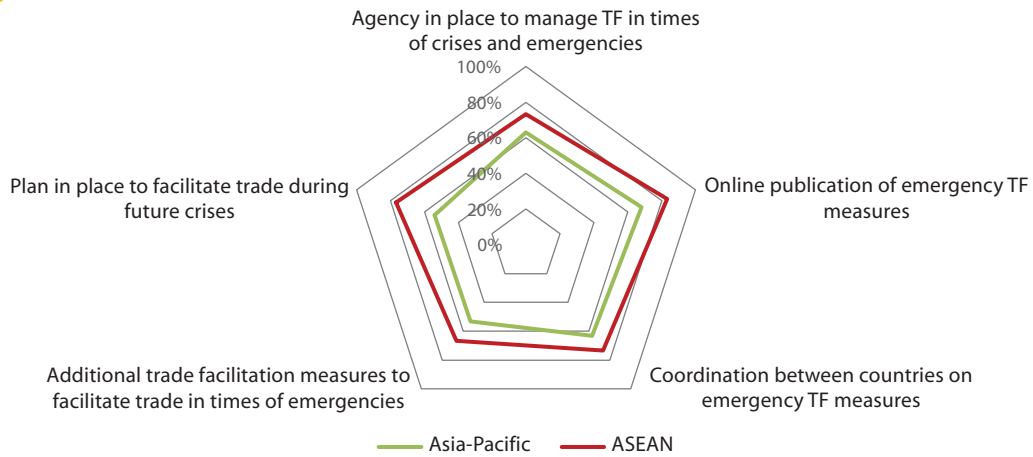 Agency in place to manage TF in times
of crises and emergencies
100%
80%
60%
40%
20%
0%
Online publication of emergency TF
measures
Plan in place to facilitate trade during
future crises
Additional trade facilitation measures to
facilitate trade in times of emergencies
Coordination between countries on
emergency TF measures
Asia-Pacific
ASEAN